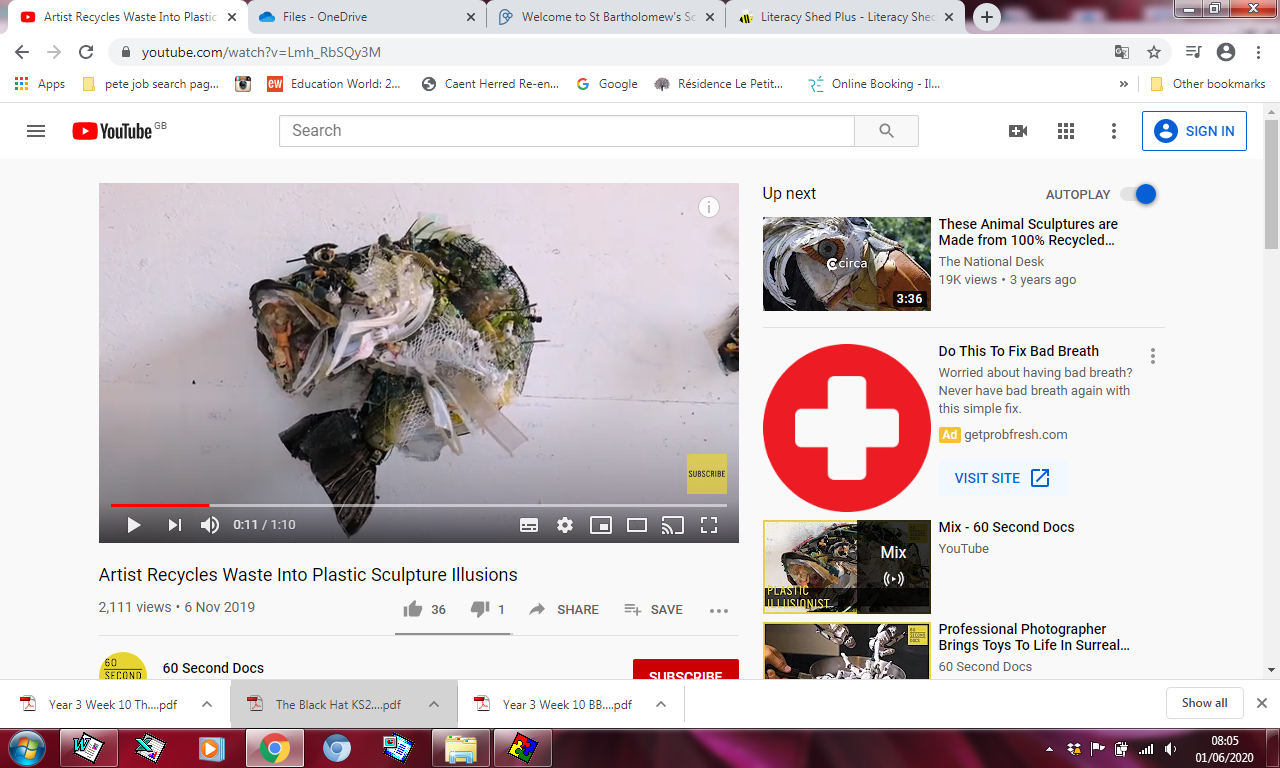 Artist Recycles Waste Into Plastic
Files - OneDrive
Welcome to St Bartholomew's Sc
Literacy Shed Plus - Literacy Shed
youtube.com/watch?v=Lmh_RbSQy3M
Apps
pete job search pag...
ew
Education World: 2...
Caent Herred Re-en...
Google
Résidence Le Petit...
Online Booking - Il...
»
Other bookmarks
YouTube GB
Search
SIGN IN
SUBSCRIBE
0:11 / 1:10
Artist Recycles Waste Into Plastic Sculpture Illusions
2,111 views • 6 Nov 2019
36
1
SHARE
SAVE
60 SECOND
60 Second Docs
SUBSCRIBE
Up next
AUTOPLAY
circa
3:36
These Animal Sculptures are
Made from 100% Recycled...
The National Desk
19K views • 3 years ago
Do This To Fix Bad Breath
Worried about having bad breath?
Never have bad breath again with
this simple fix.
Ad getprobfresh.com
VISIT SITE
PLASTIC
ILLUSIONIST
Mix
Mix - 60 Second Docs
YouTube
Professional Photographer
Brings Toys To Life In Surreal...
60 Second Docs
Year 3 Week 10 Th....pdf
The Black Hat KS2....pdf
Year 3 Week 10 BB....pdf
Show all
08:05
01/06/2020